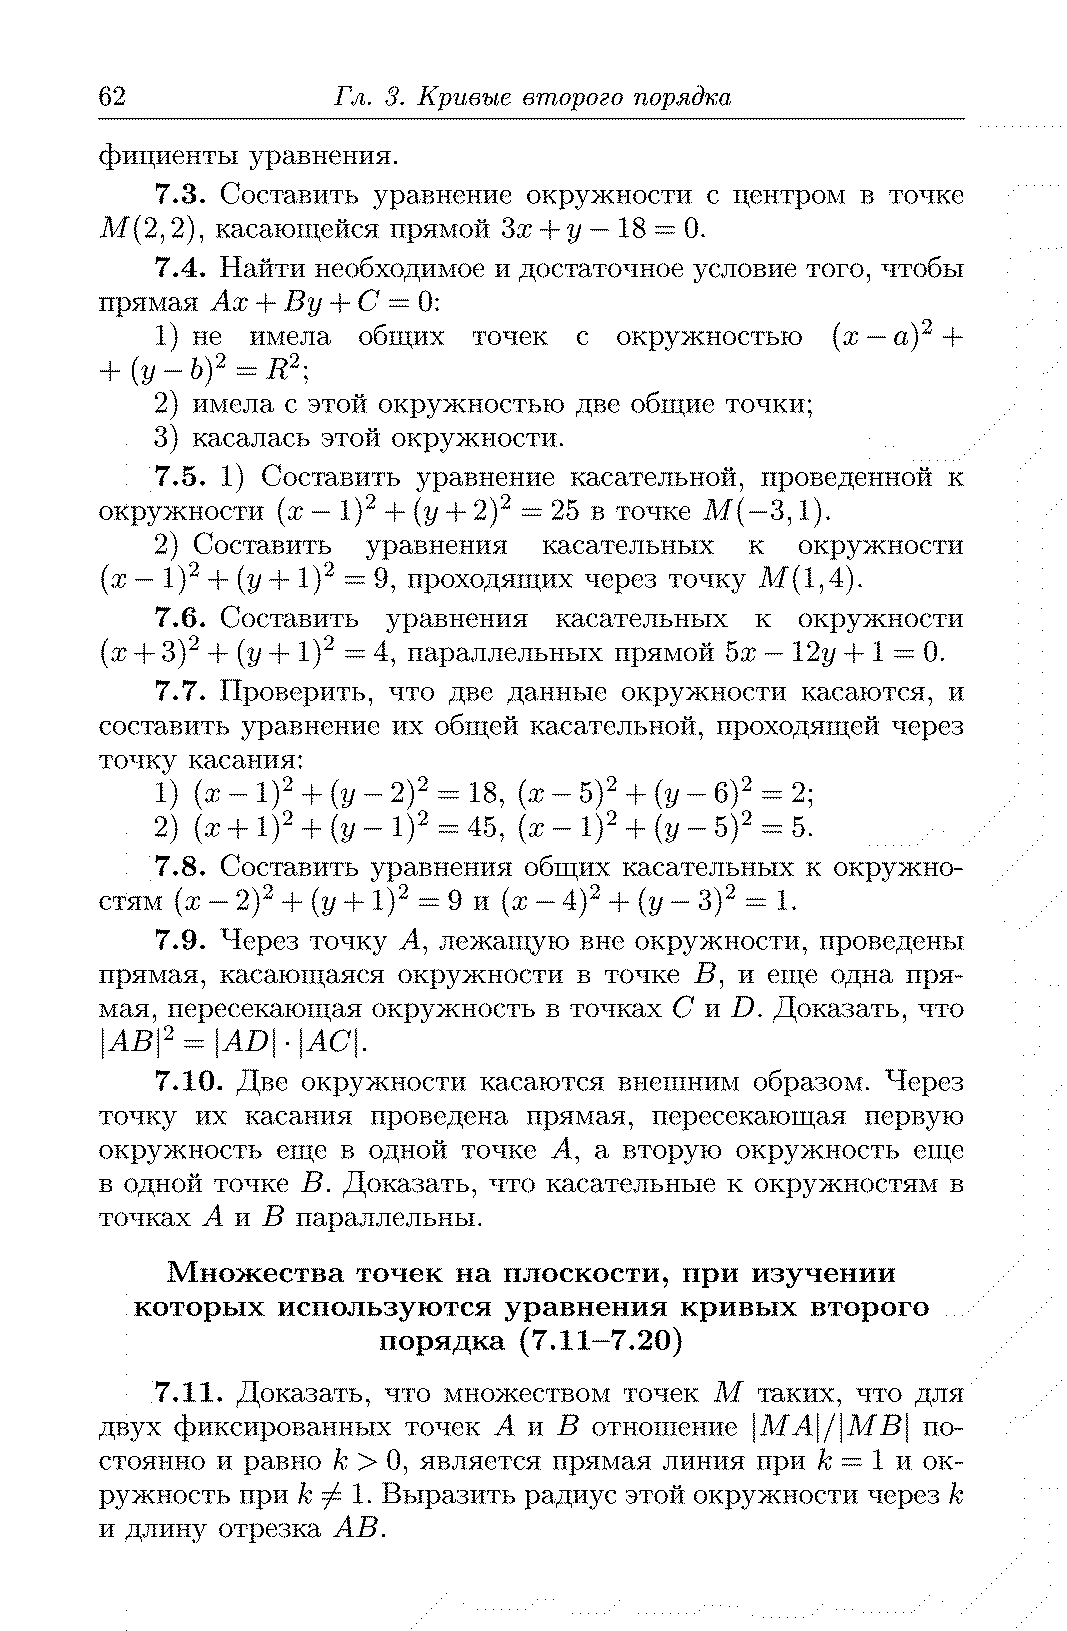 62 Гл. 3. Кривые второго порядка
фициенты уравнения.
7.3. Составить уравнение окружности с центром в точке
M(2,2), касающейся прямой 3x + y − 18 = 0.
7.4. Найти необходимое и достаточное условие того, чтобы
прямая Ax + By + C = 0:
1) не имела общих точек с окружностью (x − a)² +
+ (y − b)² = R²;
2) имела с этой окружностью две общие точки;
3) касалась этой окружности.
7.5. 1) Составить уравнение касательной, проведенной к
окружности (x − 1)² + (y + 2)² = 25 в точке M(−3,1).
2) Составить уравнения касательных к окружности
(x − 1)² + (y + 1)² = 9, проходящих через точку M(1,4).
7.6. Составить уравнения касательных к окружности
(x + 3)² + (y + 1)² = 4, параллельных прямой 5x − 12y + 1 = 0.
7.7. Проверить, что две данные окружности касаются, и
составить уравнение их общей касательной, проходящей через
точку касания:
1) (x − 1)² + (y − 2)² = 18, (x − 5)² + (y − 6)² = 2;
2) (x + 1)² + (y − 1)² = 45, (x − 1)² + (y − 5)² = 5.
7.8. Составить уравнения общих касательных к окружно-
стям (x − 2)² + (y + 1)² = 9 и (x − 4)² + (y − 3)² = 1.
7.9. Через точку A, лежащую вне окружности, проведены
прямая, касающаяся окружности в точке B, и еще одна пря-
мая, пересекающая окружность в точках C и D. Доказать, что
|AB|² = |AD| · |AC|.
7.10. Две окружности касаются внешним образом. Через
точку их касания проведена прямая, пересекающая первую
окружность еще в одной точке A, а вторую окружность еще
в одной точке B. Доказать, что касательные к окружностям в
точках A и B параллельны.
Множества точек на плоскости, при изучении
которых используются уравнения кривых второго
порядка (7.11–7.20)
7.11. Доказать, что множеством точек M таких, что для
двух фиксированных точек A и B отношение |MA|/|MB| по-
стоянно и равно k > 0, является прямая линия при k = 1 и ок-
ружность при k ≠ 1. Выразить радиус этой окружности через k
и длину отрезка AB.